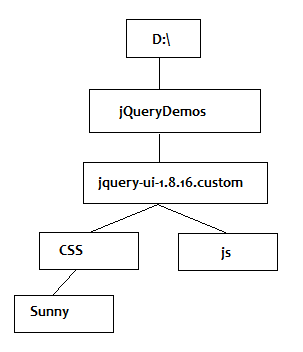 D:\
jQueryDemos
jquery-ui-1.8.16.custom
CSS
js
Sunny